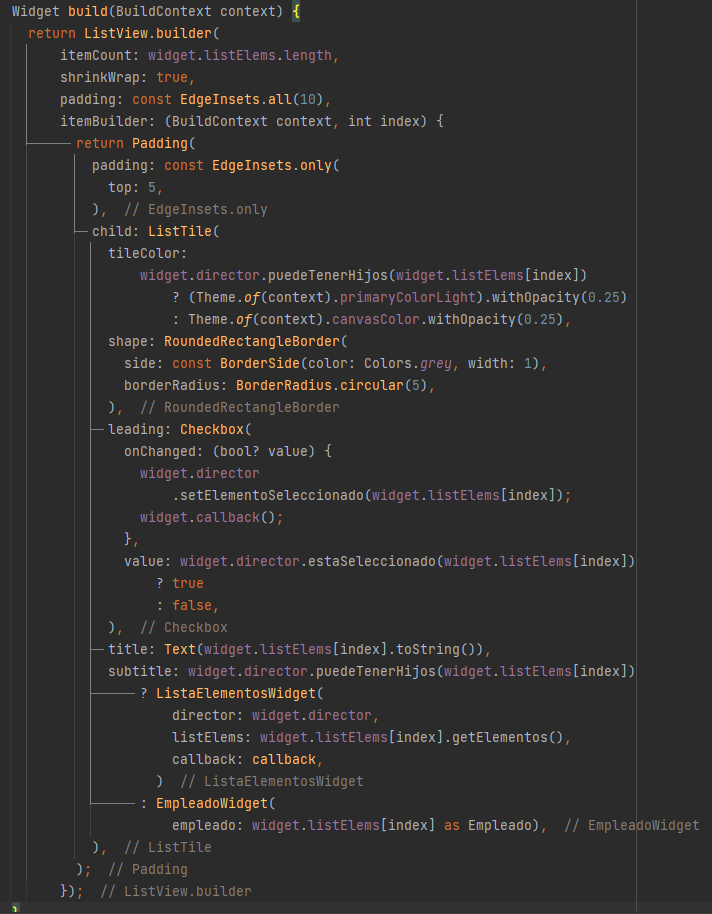 Widget build(BuildContext context) {
return ListView.builder(
itemCount: widget.listElems.length,
shrinkWrap: true,
padding: const EdgeInsets.all(10),
itemBuilder: (BuildContext context, int index) {
return Padding(
padding: const EdgeInsets.only(
top: 5,
), // EdgeInsets.only
child: ListTile(
tileColor:
widget.director.puedeTenerHijos(widget.listElems[index])
? (Theme.of(context).primaryColorLight).withOpacity(0.25)
: Theme.of(context).canvasColor.withOpacity(0.25),
shape: RoundedRectangleBorder(
side: const BorderSide(color: Colors.grey, width: 1),
borderRadius: BorderRadius.circular(5),
), // RoundedRectangleBorder
leading: Checkbox(
onChanged: (bool? value) {
widget.director
.setElementoSeleccionado(widget.listElems[index]);
widget.callback();
},
value: widget.director.estaSeleccionado(widget.listElems[index])
? true
: false,
), // Checkbox
title: Text(widget.listElems[index].toString()),
subtitle: widget.director.puedeTenerHijos(widget.listElems[index])
? ListaElementosWidget(
director: widget.director,
listElems: widget.listElems[index].getElementos(),
callback: callback,
) // ListaElementosWidget
: EmpleadoWidget(
empleado: widget.listElems[index] as Empleado), // EmpleadoWidget
), // ListTile
); // Padding
}); // ListView.builder
}